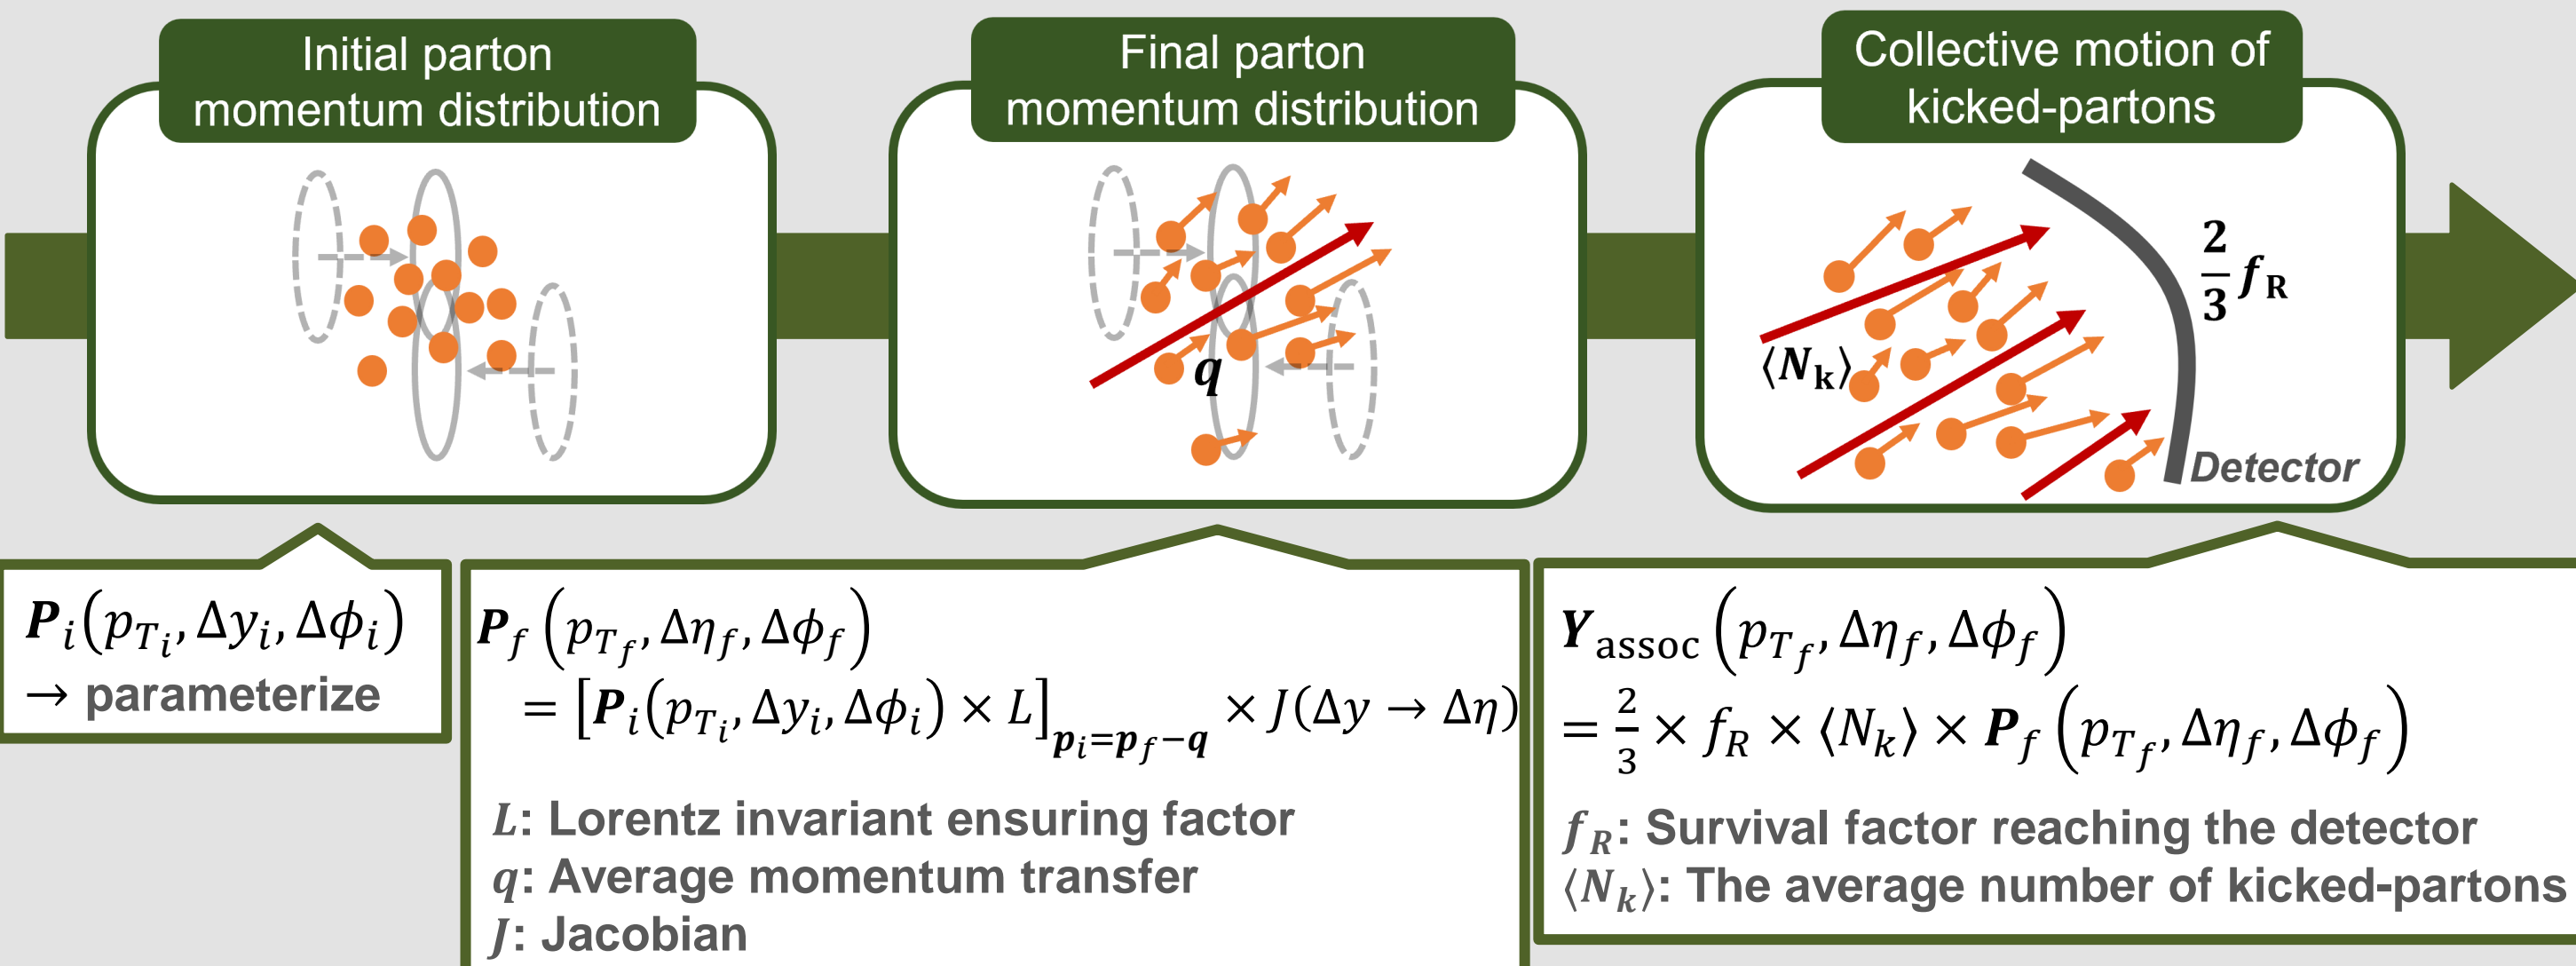 Initial parton
momentum distribution
Final parton
momentum distribution
Collective motion of
kicked-partons
q
⟨N_k⟩
2/3 f_R
Detector
P_i(p_{T_i}, Δy_i, Δϕ_i)
→ parameterize
P_f(p_{T_f}, Δη_f, Δϕ_f)
= [P_i(p_{T_i}, Δy_i, Δϕ_i) × L]_{p_i=p_f−q} × J(Δy → Δη)
L: Lorentz invariant ensuring factor
q: Average momentum transfer
J: Jacobian
Y_assoc(p_{T_f}, Δη_f, Δϕ_f)
= 2/3 × f_R × ⟨N_k⟩ × P_f(p_{T_f}, Δη_f, Δϕ_f)
f_R: Survival factor reaching the detector
⟨N_k⟩: The average number of kicked-partons